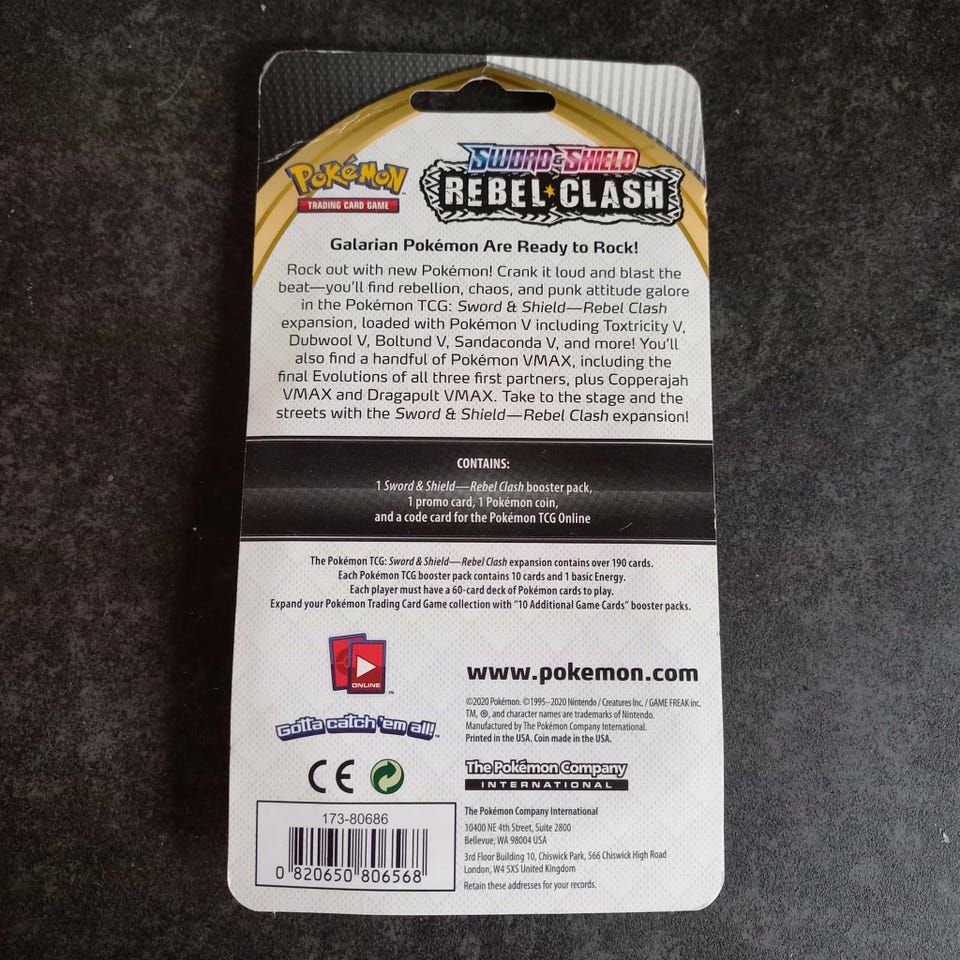 POKéMON
TRADING CARD GAME
SWORD & SHIELD
REBEL CLASH
Galarian Pokémon Are Ready to Rock!
Rock out with new Pokémon! Crank it loud and blast the
beat—you'll find rebellion, chaos, and punk attitude galore
in the Pokémon TCG: Sword & Shield—Rebel Clash
expansion, loaded with Pokémon V including Toxtricity V,
Dubwool V, Boltund V, Sandaconda V, and more! You'll
also find a handful of Pokémon VMAX, including the
final Evolutions of all three first partners, plus Copperajah
VMAX and Dragapult VMAX. Take to the stage and the
streets with the Sword & Shield—Rebel Clash expansion!
CONTAINS:
1 Sword & Shield—Rebel Clash booster pack,
1 promo card, 1 Pokémon coin,
and a code card for the Pokémon TCG Online
The Pokémon TCG: Sword & Shield—Rebel Clash expansion contains over 190 cards.
Each Pokémon TCG booster pack contains 10 cards and 1 basic Energy.
Each player must have a 60-card deck of Pokémon cards to play.
Expand your Pokémon Trading Card Game collection with "10 Additional Game Cards" booster packs.
ONLINE
TM
Gotta catch 'em all!
TM
CE
173-80686
0 820650 806568
www.pokemon.com
©2020 Pokémon. ©1995–2020 Nintendo / Creatures Inc. / GAME FREAK inc.
TM, ®, and character names are trademarks of Nintendo.
Manufactured by The Pokémon Company International.
Printed in the USA. Coin made in the USA.
The Pokémon Company
INTERNATIONAL
The Pokémon Company International
10400 NE 4th Street, Suite 2800
Bellevue, WA 98004 USA
3rd Floor Building 10, Chiswick Park, 566 Chiswick High Road
London, W4 5XS United Kingdom
Retain these addresses for your records.